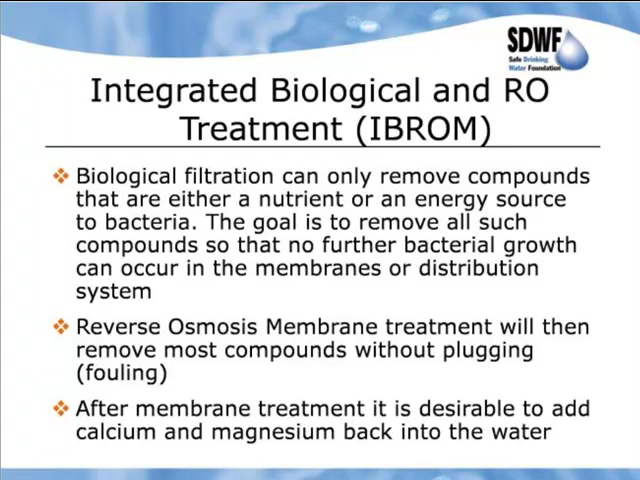 SDWF
Safe Drinking
Water Foundation
Integrated Biological and RO
Treatment (IBROM)
❖ Biological filtration can only remove compounds
that are either a nutrient or an energy source
to bacteria. The goal is to remove all such
compounds so that no further bacterial growth
can occur in the membranes or distribution
system
❖ Reverse Osmosis Membrane treatment will then
remove most compounds without plugging
(fouling)
❖ After membrane treatment it is desirable to add
calcium and magnesium back into the water